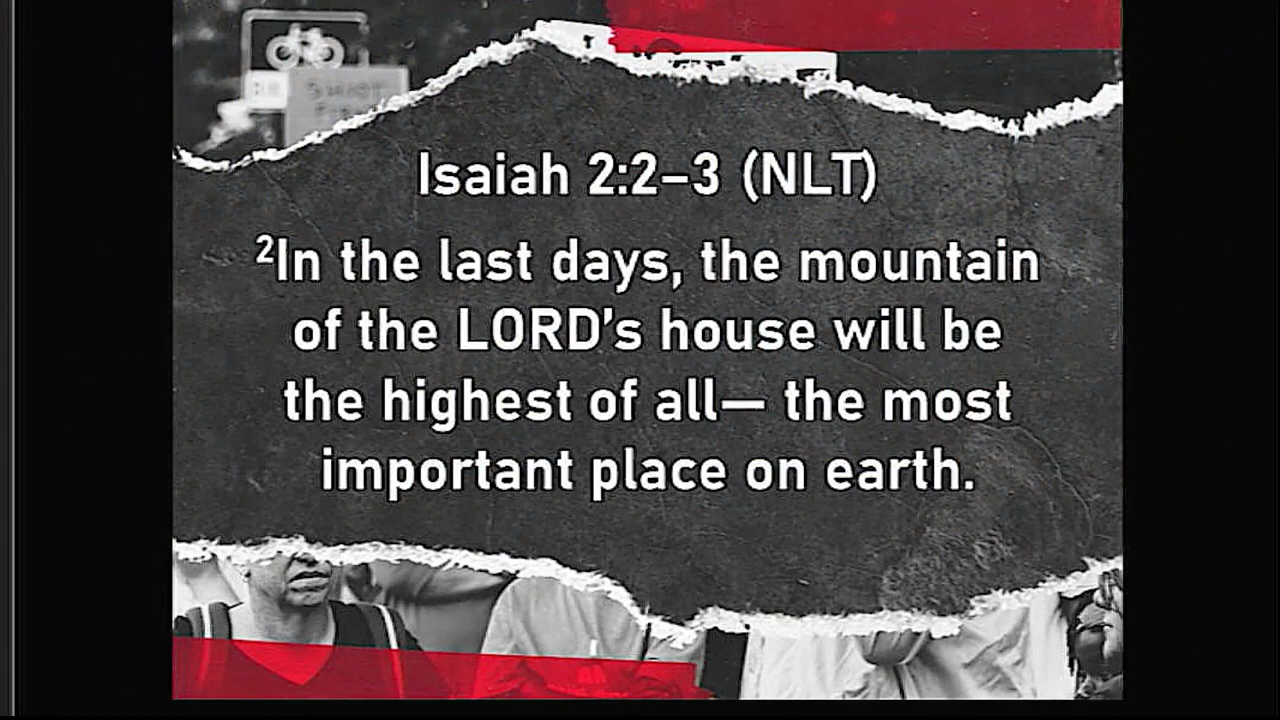 Isaiah 2:2–3 (NLT)
²In the last days, the mountain
of the LORD’s house will be
the highest of all— the most
important place on earth.